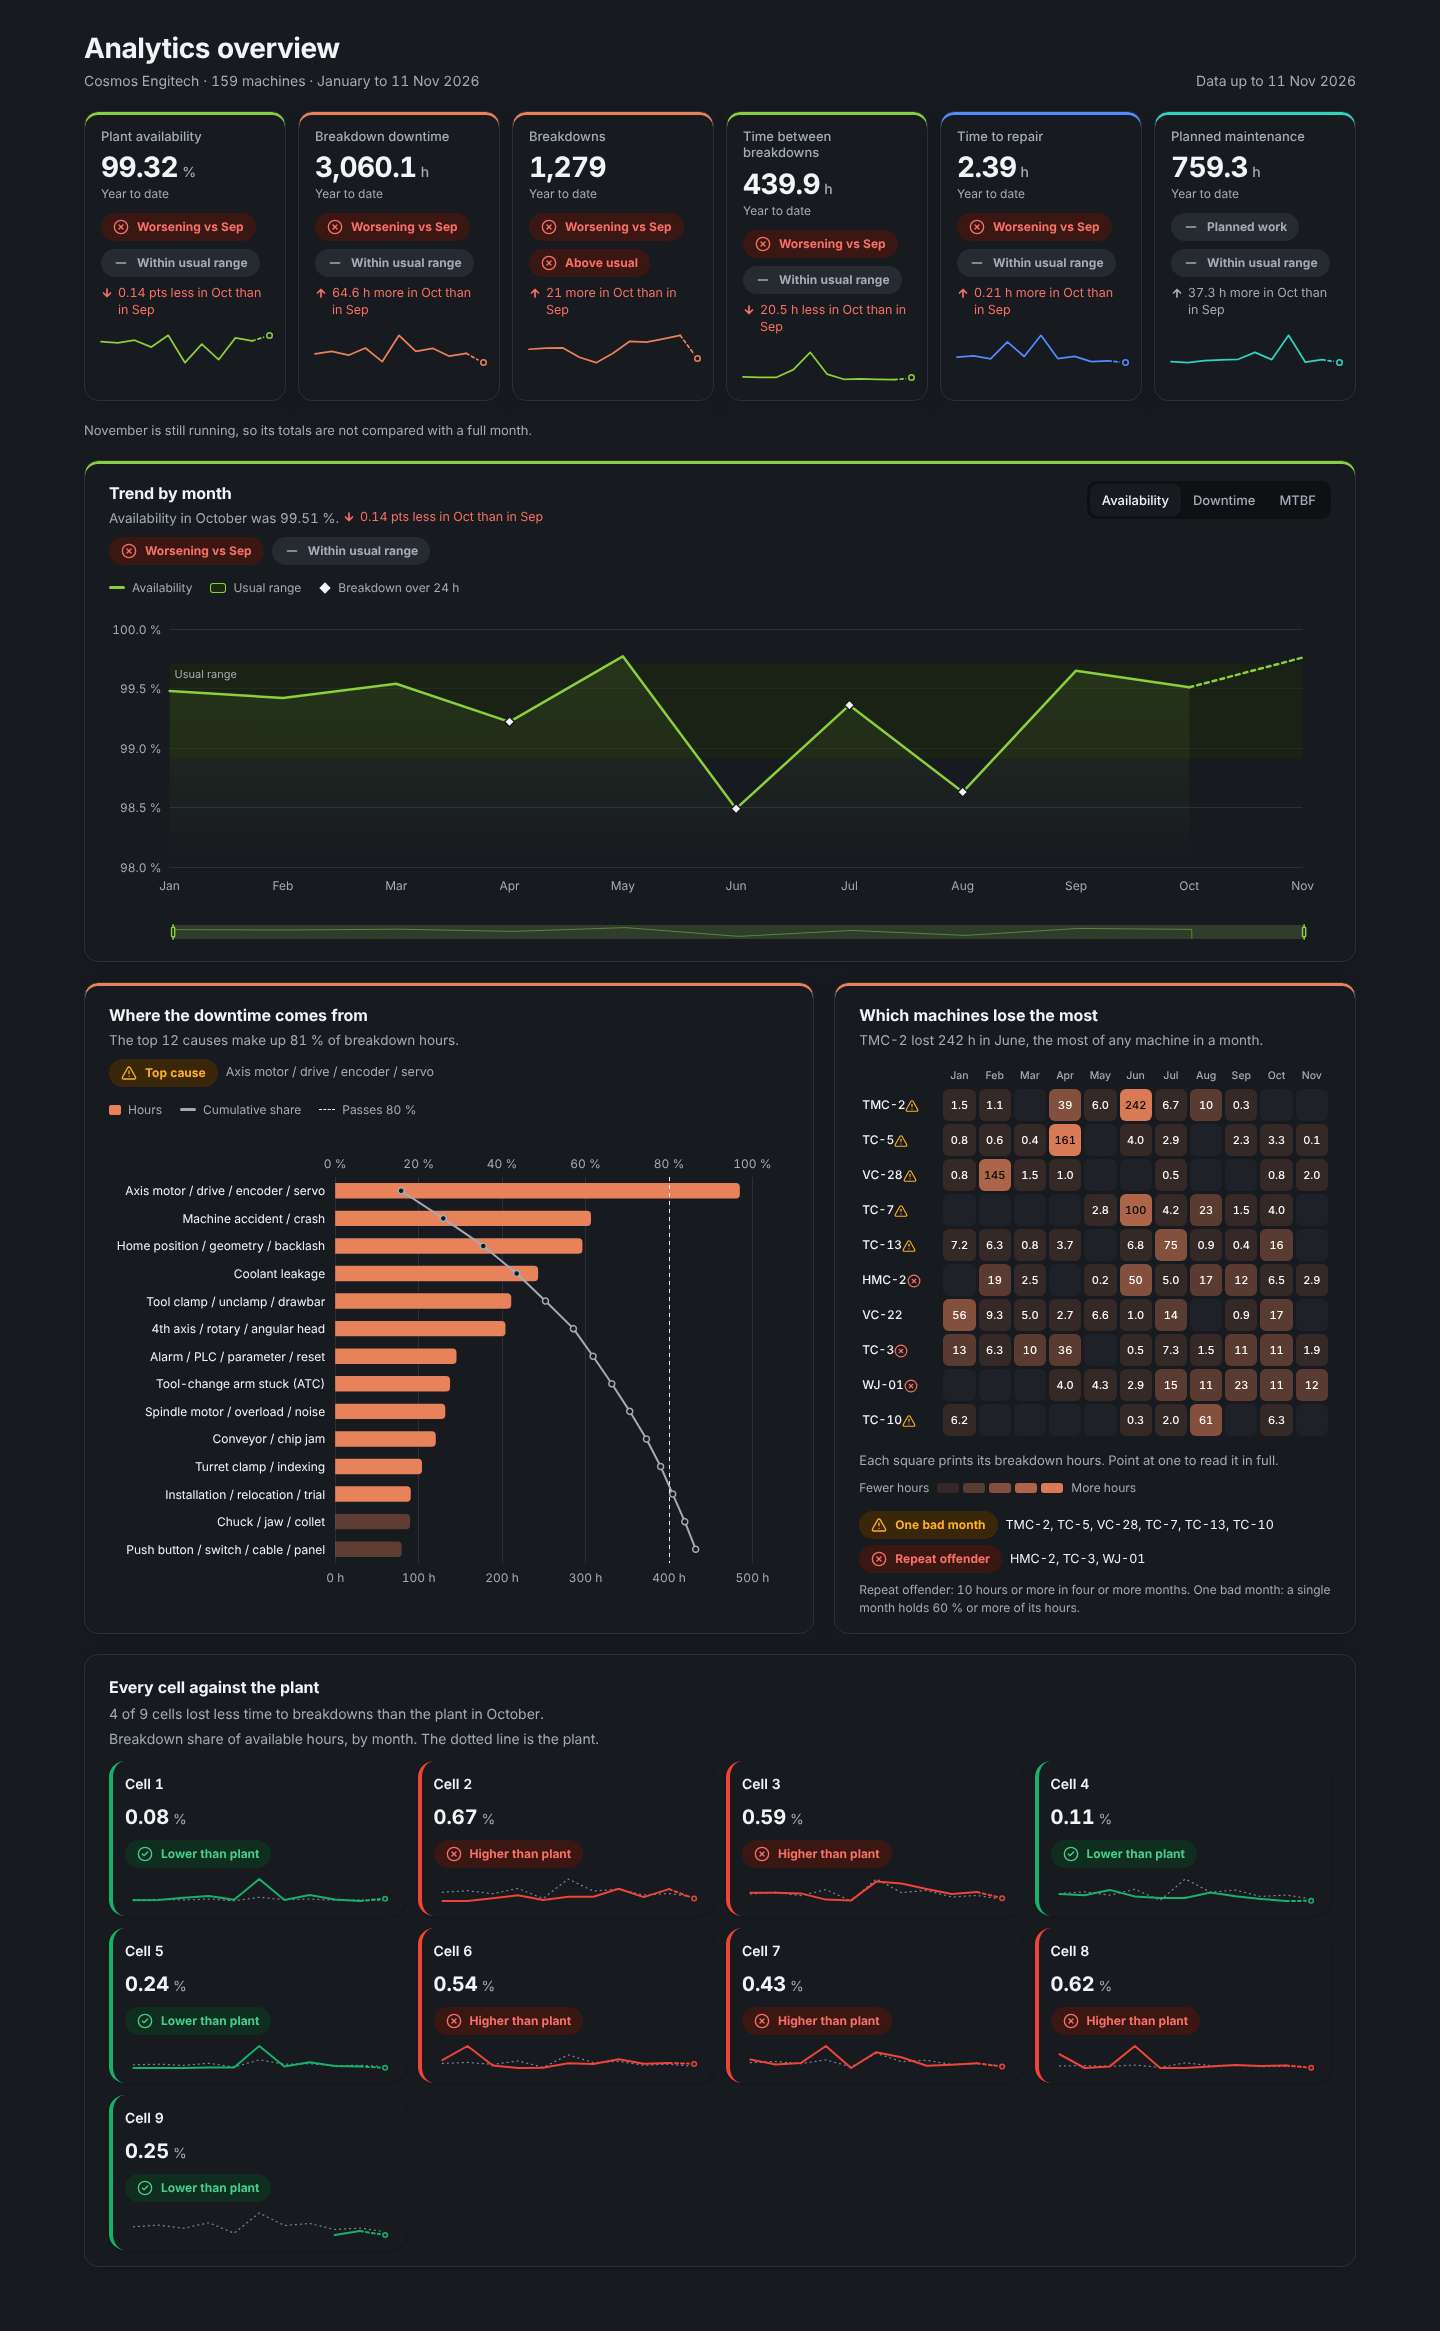 Analytics overview
Cosmos Engitech · 159 machines · January to 11 Nov 2026
Data up to 11 Nov 2026
Plant availability
99.32 %
Year to date
Worsening vs Sep
Within usual range
0.14 pts less in Oct than
in Sep
Breakdown downtime
3,060.1 h
Year to date
Worsening vs Sep
Within usual range
64.6 h more in Oct than
in Sep
Breakdowns
1,279
Year to date
Worsening vs Sep
Above usual
21 more in Oct than in
Sep
Time between
breakdowns
439.9 h
Year to date
Worsening vs Sep
Within usual range
20.5 h less in Oct than in
Sep
Time to repair
2.39 h
Year to date
Worsening vs Sep
Within usual range
0.21 h more in Oct than
in Sep
Planned maintenance
759.3 h
Year to date
Planned work
Within usual range
37.3 h more in Oct than
in Sep
November is still running, so its totals are not compared with a full month.
Trend by month
Availability in October was 99.51 %. 0.14 pts less in Oct than in Sep
Availability Downtime MTBF
Worsening vs Sep Within usual range
Availability Usual range Breakdown over 24 h
100.0 %
Usual range
99.5 %
99.0 %
98.5 %
98.0 %
Jan Feb Mar Apr May Jun Jul Aug Sep Oct Nov
Where the downtime comes from
The top 12 causes make up 81 % of breakdown hours.
Top cause Axis motor / drive / encoder / servo
Hours Cumulative share Passes 80 %
0 % 20 % 40 % 60 % 80 % 100 %
Axis motor / drive / encoder / servo
Machine accident / crash
Home position / geometry / backlash
Coolant leakage
Tool clamp / unclamp / drawbar
4th axis / rotary / angular head
Alarm / PLC / parameter / reset
Tool-change arm stuck (ATC)
Spindle motor / overload / noise
Conveyor / chip jam
Turret clamp / indexing
Installation / relocation / trial
Chuck / jaw / collet
Push button / switch / cable / panel
0 h 100 h 200 h 300 h 400 h 500 h
Which machines lose the most
TMC-2 lost 242 h in June, the most of any machine in a month.
Jan Feb Mar Apr May Jun Jul Aug Sep Oct Nov
TMC-2 1.5 1.1 39 6.0 242 6.7 10 0.3
TC-5 0.8 0.6 0.4 161 4.0 2.9 2.3 3.3 0.1
VC-28 0.8 145 1.5 1.0 0.5 0.8 2.0
TC-7 2.8 100 4.2 23 1.5 4.0
TC-13 7.2 6.3 0.8 3.7 6.8 75 0.9 0.4 16
HMC-2 19 2.5 0.2 50 5.0 17 12 6.5 2.9
VC-22 56 9.3 5.0 2.7 6.6 1.0 14 0.9 17
TC-3 13 6.3 10 36 0.5 7.3 1.5 11 11 1.9
WJ-01 4.0 4.3 2.9 15 11 23 11 12
TC-10 6.2 0.3 2.0 61 6.3
Each square prints its breakdown hours. Point at one to read it in full.
Fewer hours More hours
One bad month TMC-2, TC-5, VC-28, TC-7, TC-13, TC-10
Repeat offender HMC-2, TC-3, WJ-01
Repeat offender: 10 hours or more in four or more months. One bad month: a single
month holds 60 % or more of its hours.
Every cell against the plant
4 of 9 cells lost less time to breakdowns than the plant in October.
Breakdown share of available hours, by month. The dotted line is the plant.
Cell 1
0.08 %
Lower than plant
Cell 2
0.67 %
Higher than plant
Cell 3
0.59 %
Higher than plant
Cell 4
0.11 %
Lower than plant
Cell 5
0.24 %
Lower than plant
Cell 6
0.54 %
Higher than plant
Cell 7
0.43 %
Higher than plant
Cell 8
0.62 %
Higher than plant
Cell 9
0.25 %
Lower than plant